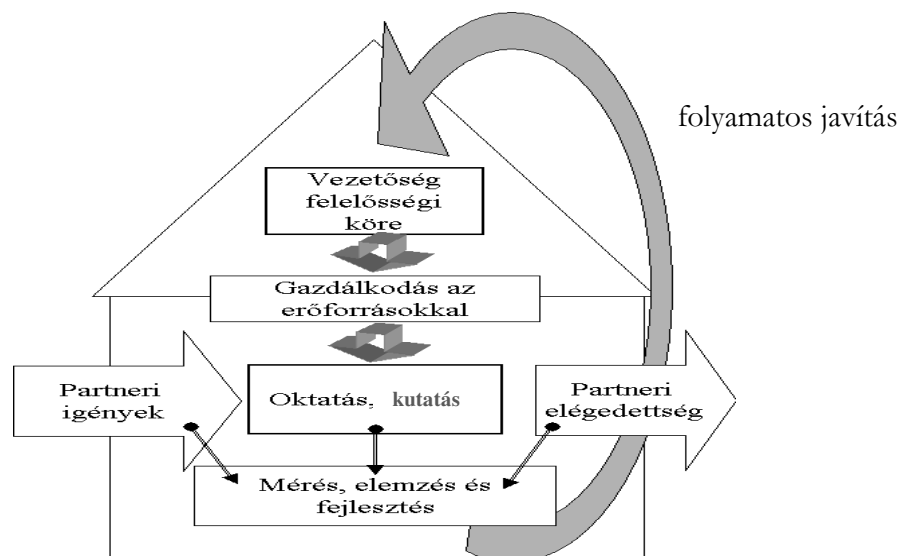 folyamatos javítás
Vezetőség
felelősségi
köre
Gazdálkodás az
erőforrásokkal
Partneri
igények
Oktatás, kutatás
Partneri
elégedettség
Mérés, elemzés és
fejlesztés